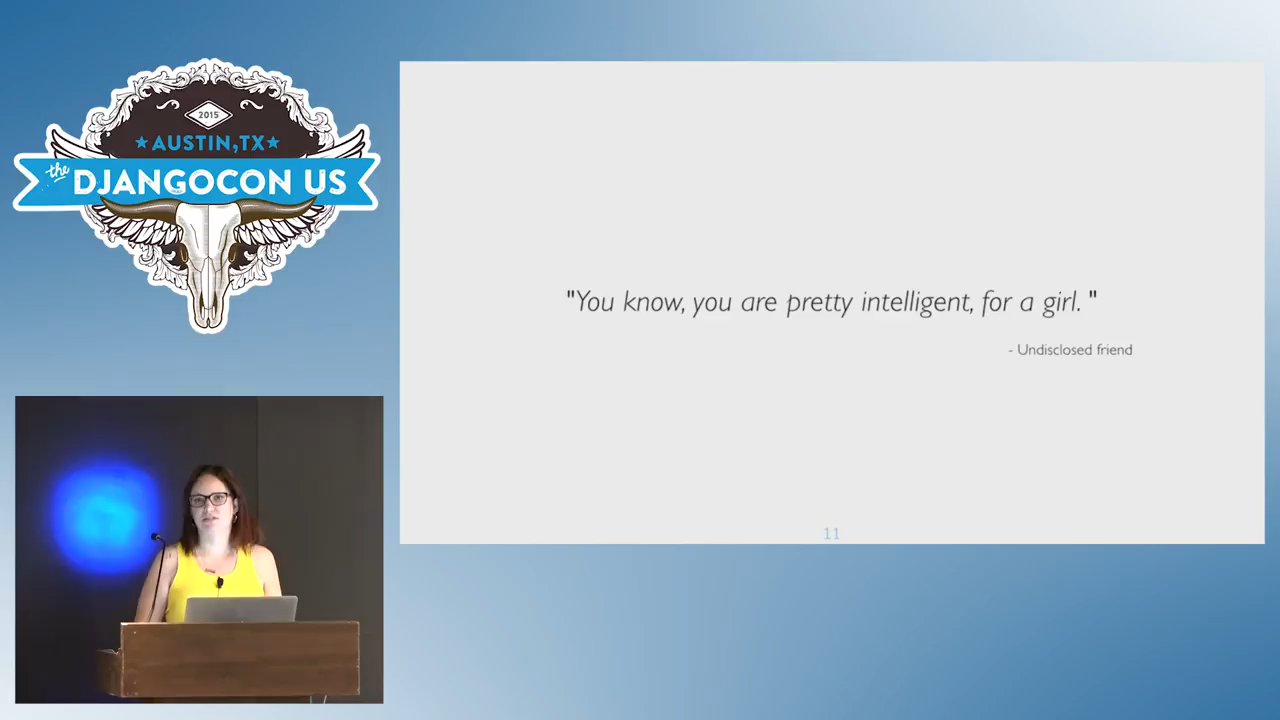 2015
AUSTIN, TX
the
DJANGOCON US
"You know, you are pretty intelligent, for a girl. "
- Undisclosed friend
11